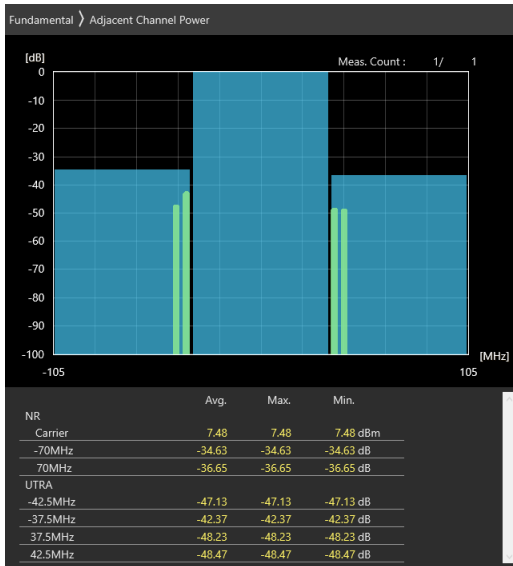 Fundamental 〉 Adjacent Channel Power
[dB] Meas. Count : 1/ 1
0
-10
-20
-30
-40
-50
-60
-70
-80
-90
-100 [MHz]
-105 105
Avg. Max. Min.
NR
Carrier 7.48 7.48 7.48 dBm
-70MHz -34.63 -34.63 -34.63 dB
70MHz -36.65 -36.65 -36.65 dB
UTRA
-42.5MHz -47.13 -47.13 -47.13 dB
-37.5MHz -42.37 -42.37 -42.37 dB
37.5MHz -48.23 -48.23 -48.23 dB
42.5MHz -48.47 -48.47 -48.47 dB